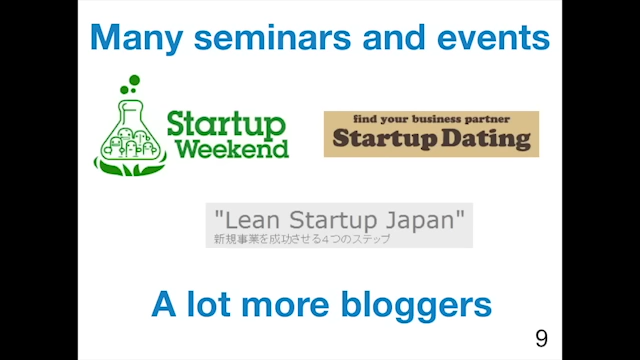 Many seminars and events
Startup
Weekend
find your business partner
Startup Dating
"Lean Startup Japan"
新規事業を成功させる4つのステップ
A lot more bloggers
9